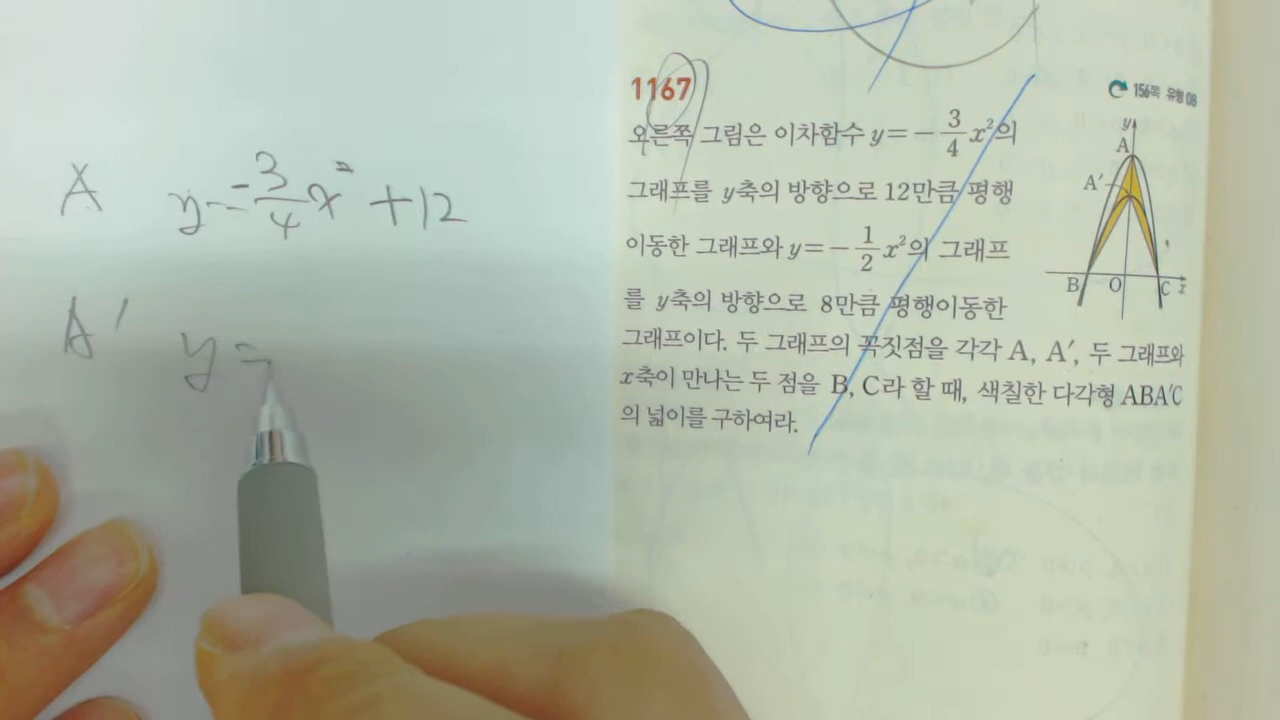 A y=-3/4 x² +12
A' y=
1167
156쪽 유형 08
오른쪽 그림은 이차함수 y=-3/4 x²의
그래프를 y축의 방향으로 12만큼 평행
이동한 그래프와 y=-1/2 x²의 그래프
를 y축의 방향으로 8만큼 평행이동한
그래프이다. 두 그래프의 꼭짓점을 각각 A, A′, 두 그래프와
x축이 만나는 두 점을 B, C라 할 때, 색칠한 다각형 ABA′C
의 넓이를 구하여라.
y
A
A′
B O C x